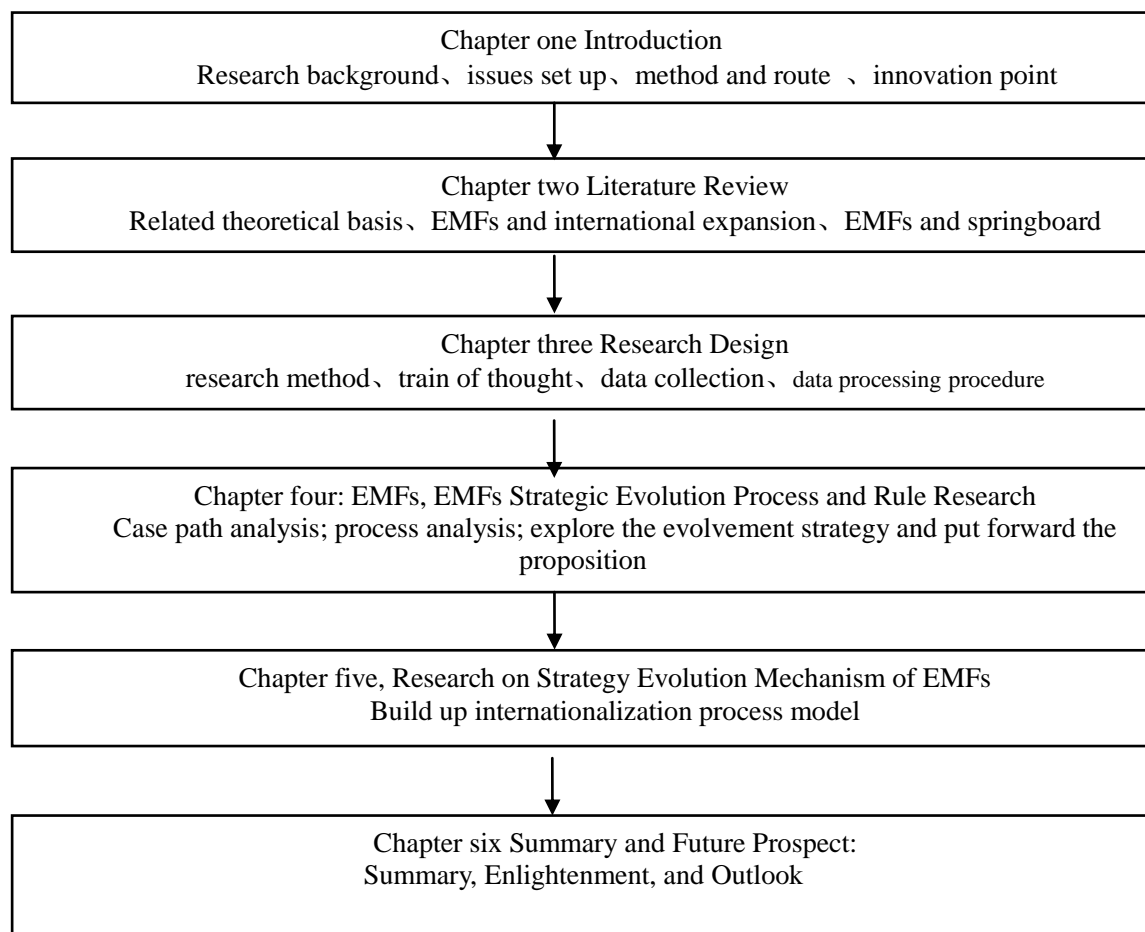 Chapter one Introduction
Research background、issues set up、method and route 、innovation point
Chapter two Literature Review
Related theoretical basis、EMFs and international expansion、EMFs and springboard
Chapter three Research Design
research method、train of thought、data collection、data processing procedure
Chapter four: EMFs, EMFs Strategic Evolution Process and Rule Research
Case path analysis; process analysis; explore the evolvement strategy and put forward the
proposition
Chapter five, Research on Strategy Evolution Mechanism of EMFs
Build up internationalization process model
Chapter six Summary and Future Prospect:
Summary, Enlightenment, and Outlook